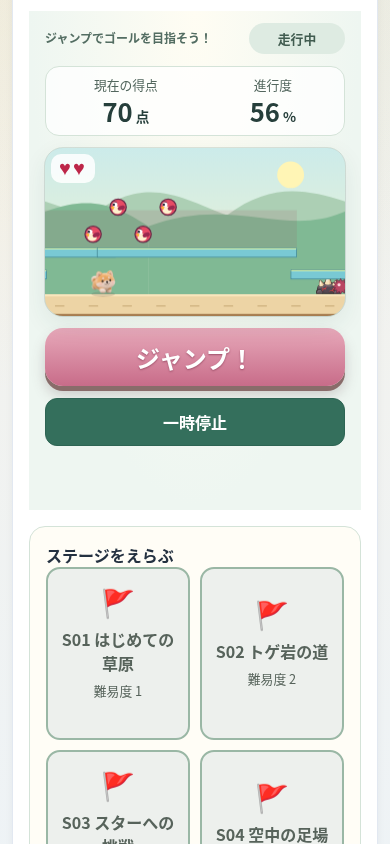 ジャンプでゴールを目指そう！
走行中
現在の得点
進行度
70 点
56 %
ジャンプ！
一時停止
ステージをえらぶ
S01 はじめての
草原
難易度 1
S02 トゲ岩の道
難易度 2
S03 スターへの
挑戦
S04 空中の足場